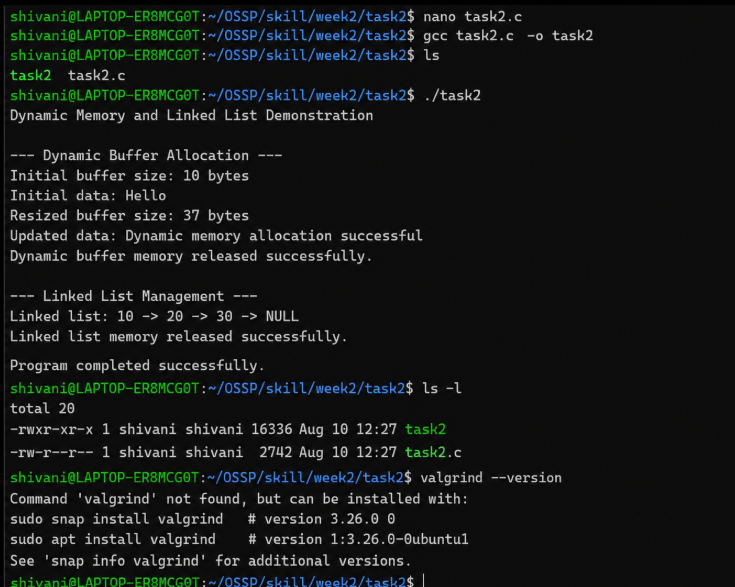 shivani@LAPTOP-ER8MCG0T:~/OSSP/skill/week2/task2$ nano task2.c
shivani@LAPTOP-ER8MCG0T:~/OSSP/skill/week2/task2$ gcc task2.c -o task2
shivani@LAPTOP-ER8MCG0T:~/OSSP/skill/week2/task2$ ls
task2  task2.c
shivani@LAPTOP-ER8MCG0T:~/OSSP/skill/week2/task2$ ./task2
Dynamic Memory and Linked List Demonstration
--- Dynamic Buffer Allocation ---
Initial buffer size: 10 bytes
Initial data: Hello
Resized buffer size: 37 bytes
Updated data: Dynamic memory allocation successful
Dynamic buffer memory released successfully.
--- Linked List Management ---
Linked list: 10 -> 20 -> 30 -> NULL
Linked list memory released successfully.
Program completed successfully.
shivani@LAPTOP-ER8MCG0T:~/OSSP/skill/week2/task2$ ls -l
total 20
-rwxr-xr-x 1 shivani shivani 16336 Aug 10 12:27 task2
-rw-r--r-- 1 shivani shivani  2742 Aug 10 12:27 task2.c
shivani@LAPTOP-ER8MCG0T:~/OSSP/skill/week2/task2$ valgrind --version
Command 'valgrind' not found, but can be installed with:
sudo snap install valgrind   # version 3.26.0 0
sudo apt install valgrind    # version 1:3.26.0-0ubuntu1
See 'snap info valgrind' for additional versions.
shivani@LAPTOP-ER8MCG0T:~/OSSP/skill/week2/task2$